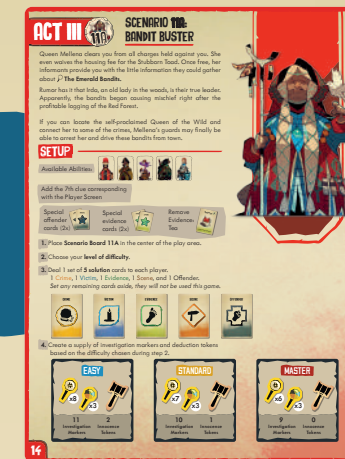 ACT III
11A
SCENARIO 11A:
BANDIT BUSTER
Queen Mellena clears you from all charges held against you. She
even waives the housing fee for the Stubborn Toad. Once free, her
informants provide you with the little information they could gather
about The Emerald Bandits.
Rumor has it that Irda, an old lady in the woods, is their true leader.
Apparently, the bandits began causing mischief right after the
profitable logging of the Red Forest.
If you can locate the self-proclaimed Queen of the Wild and
connect her to some of the crimes, Mellena's guards may finally be
able to arrest her and drive these bandits from town.
SETUP
Available Abilities:
Add the 7th clue corresponding
with the Player Screen
Special
offender
cards (2x)
Special
evidence
cards (2x)
Remove
Evidence:
Tea
1. Place Scenario Board 11A in the center of the play area.
2. Choose your level of difficulty.
3. Deal 1 set of 5 solution cards to each player.
1 Crime, 1 Victim, 1 Evidence, 1 Scene, and 1 Offender.
Set any remaining cards aside, they will not be used this game.
4. Create a supply of investigation markers and deduction tokens
based on the difficulty chosen during step 2.
EASY
x8
x3
11
Investigation
Markers
2
Innocence
Tokens
STANDARD
x7
x3
10
Investigation
Markers
1
Innocence
Tokens
MASTER
x6
x3
9
Investigation
Markers
0
Innocence
Tokens
14